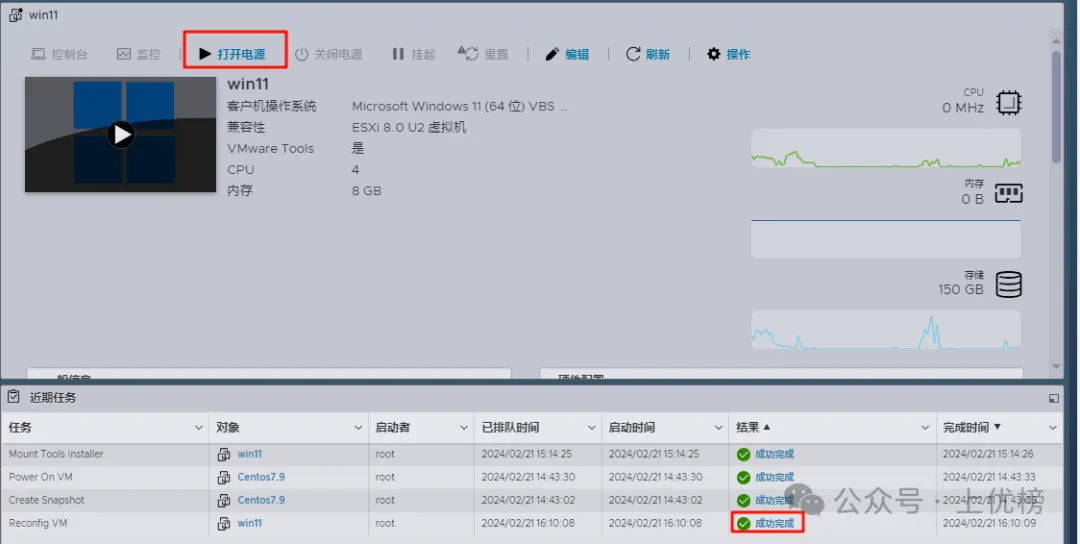 win11
控制台 监控 打开电源 关闭电源 挂起 重置 编辑 刷新 操作
win11
客户机操作系统 Microsoft Windows 11 (64 位) VBS ...
兼容性 ESXi 8.0 U2 虚拟机
VMware Tools 是
CPU 4
内存 8 GB
CPU
0 MHz
内存
0 B
存储
150 GB
近期任务
任务 对象 启动者 已排队时间 启动时间 结果 完成时间
Mount Tools Installer win11 root 2024/02/21 15:14:25 2024/02/21 15:14:25 成功完成 2024/02/21 15:14:26
Power On VM Centos7.9 root 2024/02/21 14:43:30 2024/02/21 14:43:30 成功完成 2024/02/21 14:43:33
Create Snapshot Centos7.9 root 2024/02/21 14:43:02 2024/02/21 14:43:02 成功完成
Reconfig VM win11 root 2024/02/21 16:10:08 2024/02/21 16:10:08 成功完成 2024/02/21 16:10:09
公众号 · 上优榜